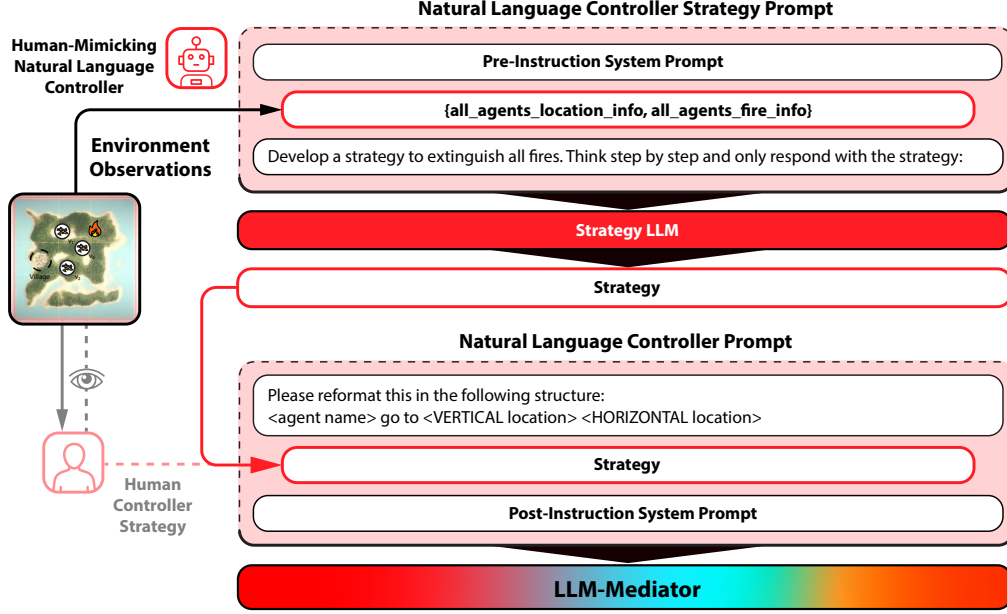 Natural Language Controller Strategy Prompt
Human-Mimicking
Natural Language
Controller
Pre-Instruction System Prompt
{all_agents_location_info, all_agents_fire_info}
Environment
Observations
Develop a strategy to extinguish all fires. Think step by step and only respond with the strategy:
Strategy LLM
Village
Strategy
Natural Language Controller Prompt
Please reformat this in the following structure:
<agent name> go to <VERTICAL location> <HORIZONTAL location>
Strategy
Human
Controller
Strategy
Post-Instruction System Prompt
LLM-Mediator